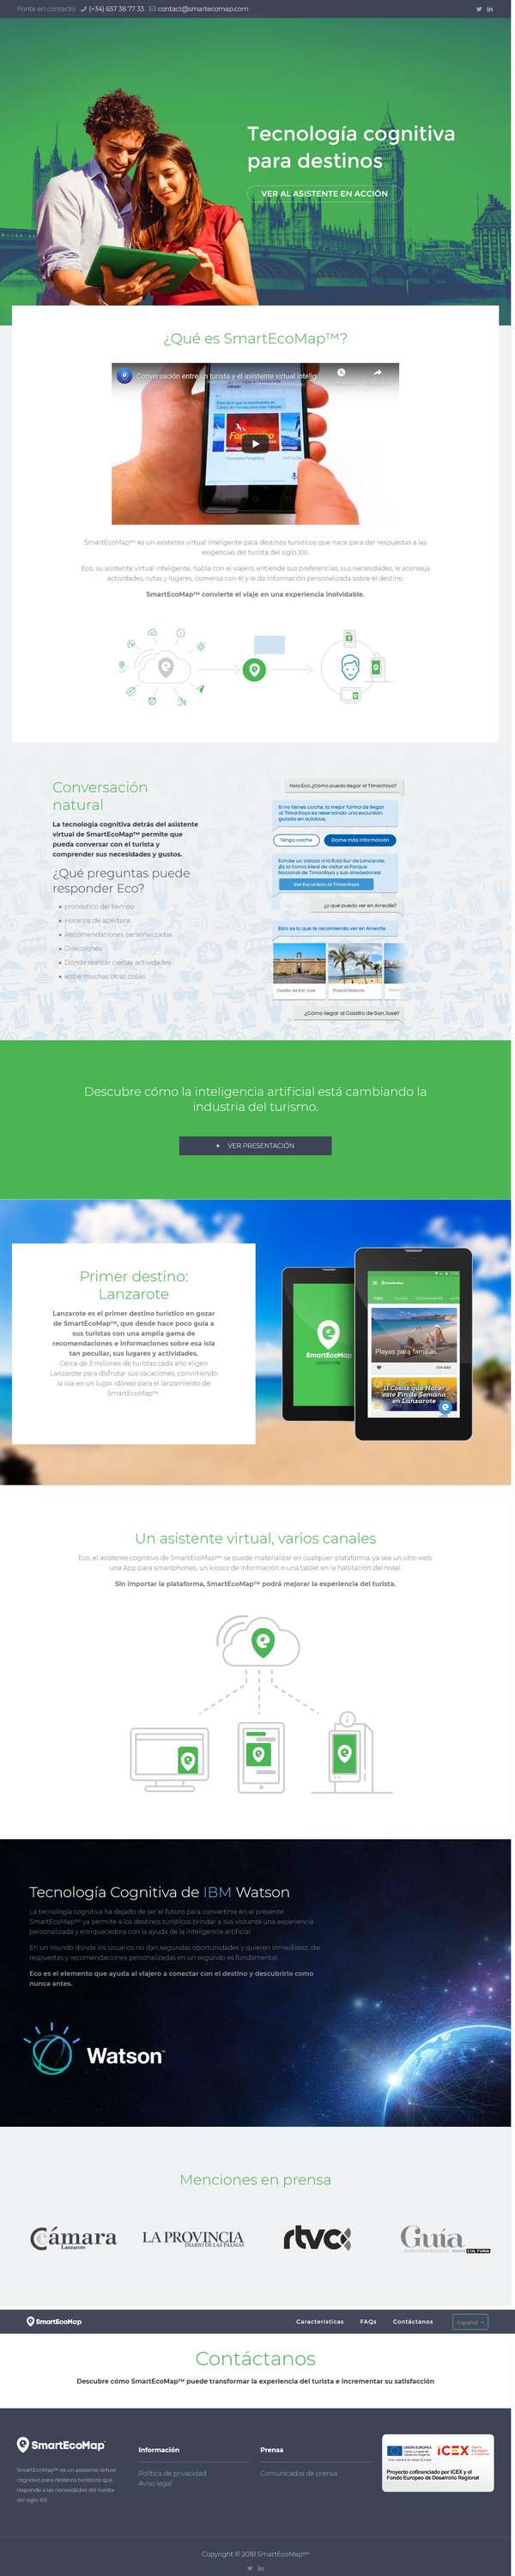 Ponte en contacto (+34) 657 38 77 33 contact@smartecomap.com
Tecnología cognitiva
para destinos
VER AL ASISTENTE EN ACCIÓN
¿Qué es SmartEcoMap™?
Conversación entre un turista y el asistente virtual intelig
SmartEcoMap™ es un asistente virtual inteligente para destinos turísticos que nace para dar respuestas a las
exigencias del turista del siglo XXI.
Eco, su asistente virtual inteligente, habla con el viajero, entiende sus preferencias, sus necesidades, le aconseja
actividades, rutas y lugares, conversa con él y le da información personalizada sobre el destino.
SmartEcoMap™ convierte el viaje en una experiencia inolvidable.
Conversación
natural
La tecnología cognitiva detrás del asistente
virtual de SmartEcoMap™ permite que
pueda conversar con el turista y
comprender sus necesidades y gustos.
¿Qué preguntas puede
responder Eco?
pronóstico del tiempo
Horarios de apertura
Recomendaciones personalizadas
Direcciones
Dónde realizar ciertas actividades
entre muchas otras cosas
Hola Eco ¿Cómo puedo llegar al Timanfaya?
Si no tienes coche, la mejor forma de llegar
al Timanfaya es reservando una excursión
guiada en autobús.
Tengo coche Dame más información
Échale un vistazo a la Ruta Sur de Lanzarote:
¡Es la forma ideal de visitar el Parque
Nacional de Timanfaya y sus alrededores!
Ver Excursión al Timanfaya
¿y qué puedo ver en Arrecife?
Esto es lo que te recomiendo ver en Arrecife
Castillo de San José Playa El Reducto
¿Cómo llegar al Castillo de San José?
Descubre cómo la inteligencia artificial está cambiando la
industria del turismo.
VER PRESENTACIÓN
Primer destino:
Lanzarote
Lanzarote es el primer destino turístico en gozar
de SmartEcoMap™, que desde hace poco guía a
sus turistas con una amplia gama de
recomendaciones e informaciones sobre esa isla
tan peculiar, sus lugares y actividades.
Cerca de 3 millones de turistas cada año eligen
Lanzarote para disfrutar sus vacaciones, convirtiendo
la isla en un lugar idóneo para el lanzamiento de
SmartEcoMap™.
SmartEcoMap
Lanzarote
SmartEcoMap
Playas para familias
VER MÁS
11 Cosas que Hacer
este Fin de Semana
en Lanzarote
Un asistente virtual, varios canales
Eco, el asistente cognitivo de SmartEcoMap™ se puede materializar en cualquier plataforma, ya sea un sitio web,
una App para smartphones, un kiosco de información o una tablet en la habitación del hotel.
Sin importar la plataforma, SmartEcoMap™ podrá mejorar la experiencia del turista.
Tecnología Cognitiva de IBM Watson
La tecnología cognitiva ha dejado de ser el futuro para convertirse en el presente.
SmartEcoMap™ ya permite a los destinos turísticos brindar a sus visitante una experiencia
personalizada y enriquecedora con la ayuda de la inteligencia artificial.
En un mundo donde los usuarios no dan segundas oportunidades y quieren inmediatez, dar
respuestas y recomendaciones personalizadas en un segundo es fundamental.
Eco es el elemento que ayuda al viajero a conectar con el destino y descubrirlo como
nunca antes.
Watson™
Menciones en prensa
Cámara
Lanzarote
LA PROVINCIA
DIARIO DE LAS PALMAS
rtvc
Guía
CULTURA
SmartEcoMap Características FAQs Contáctanos Español
Contáctanos
Descubre cómo SmartEcoMap™ puede transformar la experiencia del turista e incrementar su satisfacción
SmartEcoMap
SmartEcoMap™ es un asistente virtual
cognitivo para destinos turísticos que
responde a las necesidades del turista
del siglo XXI.
Información
Política de privacidad
Aviso legal
Prensa
Comunicados de prensa
UNIÓN EUROPEA
ICEX
Proyecto cofinanciado por ICEX y el
Fondo Europeo de Desarrollo Regional
Copyright © 2018 SmartEcoMap™